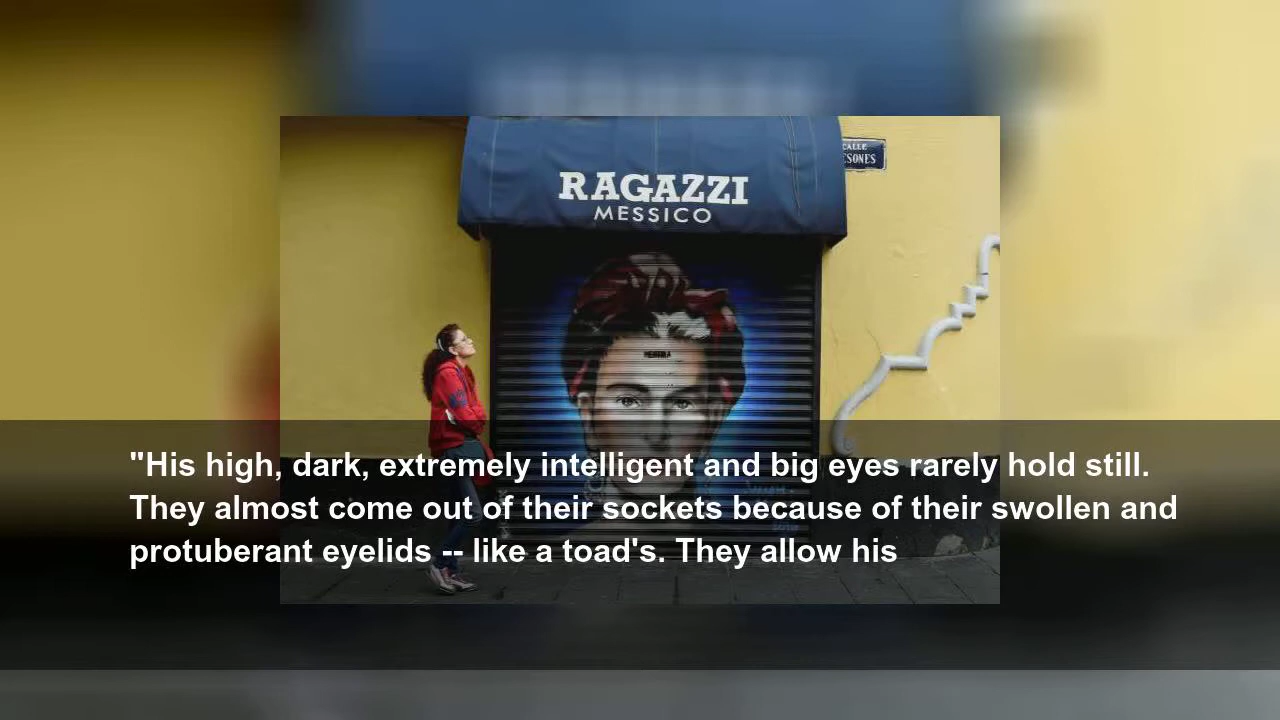 RAGAZZI
MESSICO
CALLE
"His high, dark, extremely intelligent and big eyes rarely hold still.
They almost come out of their sockets because of their swollen and
protuberant eyelids -- like a toad's. They allow his